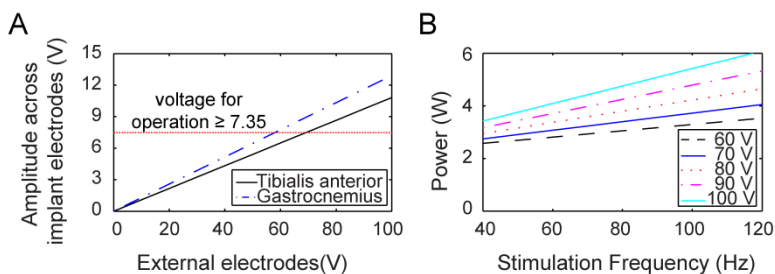 A
Amplitude across
implant electrodes (V)
15
12
9
6
3
0
voltage for
operation ≥ 7.35
Tibialis anterior
Gastrocnemius
0 20 40 60 80 100
External electrodes(V)
B
Power (W)
6
4
2
0
60 V
70 V
80 V
90 V
100 V
40 60 80 100 120
Stimulation Frequency (Hz)